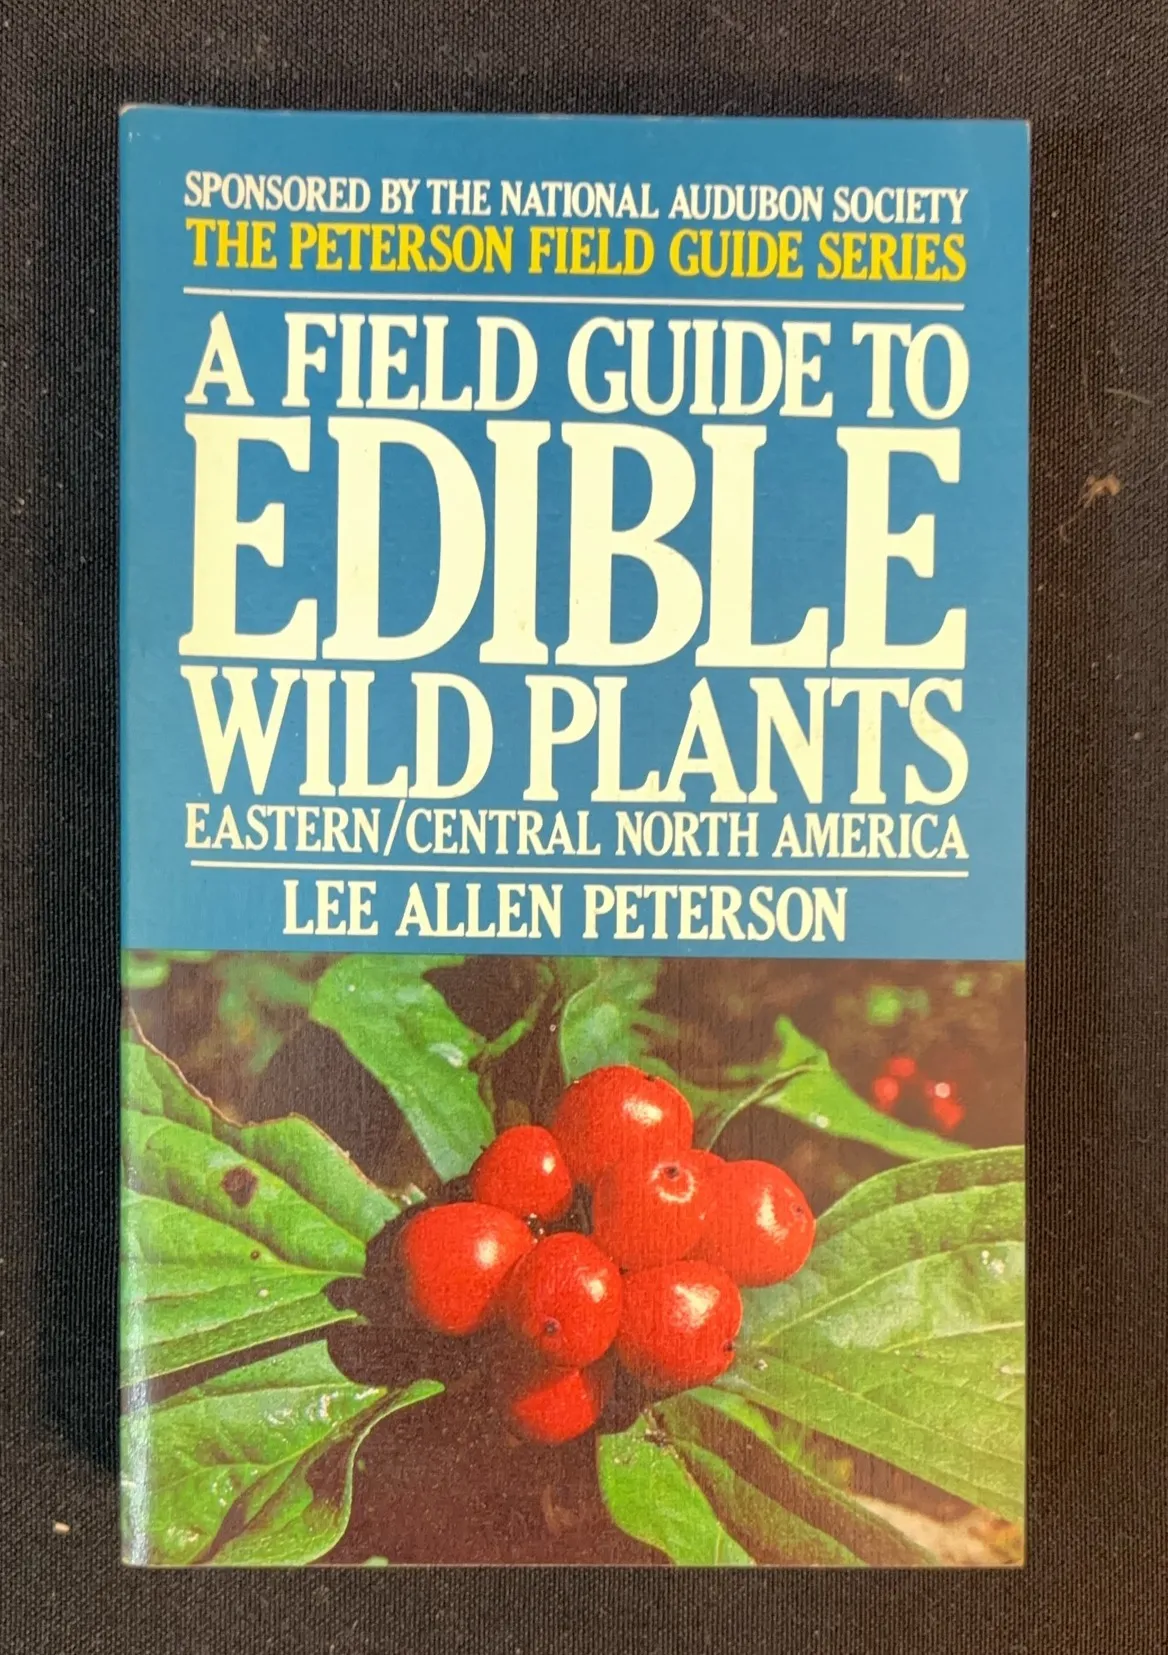 SPONSORED BY THE NATIONAL AUDUBON SOCIETY
THE PETERSON FIELD GUIDE SERIES
A FIELD GUIDE TO
EDIBLE
WILD PLANTS
EASTERN/CENTRAL NORTH AMERICA
LEE ALLEN PETERSON